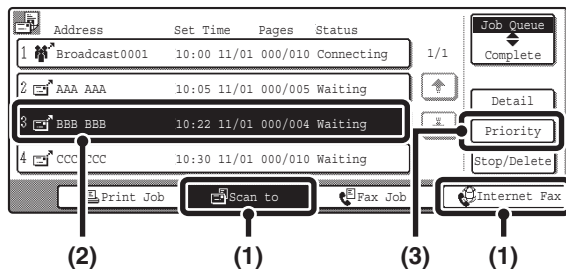 Address Set Time Pages Status
Job Queue
Complete
1 Broadcast0001 10:00 11/01 000/010 Connecting
1/1
2 AAA AAA 10:05 11/01 000/005 Waiting
Detail
3 BBB BBB 10:22 11/01 000/004 Waiting
Priority
4 CCC CCC 10:30 11/01 000/010 Waiting
Stop/Delete
Print Job Scan to Fax Job Internet Fax
(2) (1) (3) (1)